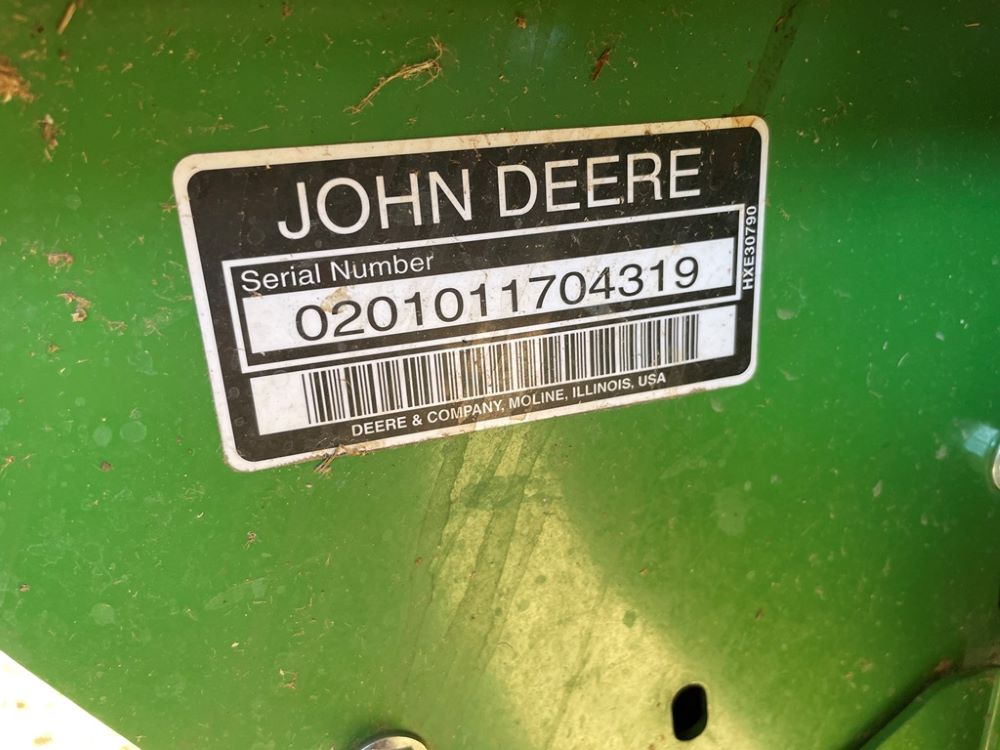 JOHN DEERE
Serial Number
0201011704319
HXE30790
DEERE & COMPANY, MOLINE, ILLINOIS, USA